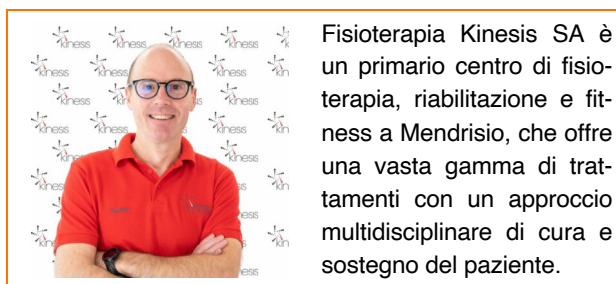 Fisioterapia Kinesis SA è
un primario centro di fisio-
terapia, riabilitazione e fit-
ness a Mendrisio, che offre
una vasta gamma di trat-
tamenti con un approccio
multidisciplinare di cura e
sostegno del paziente.
kinesis